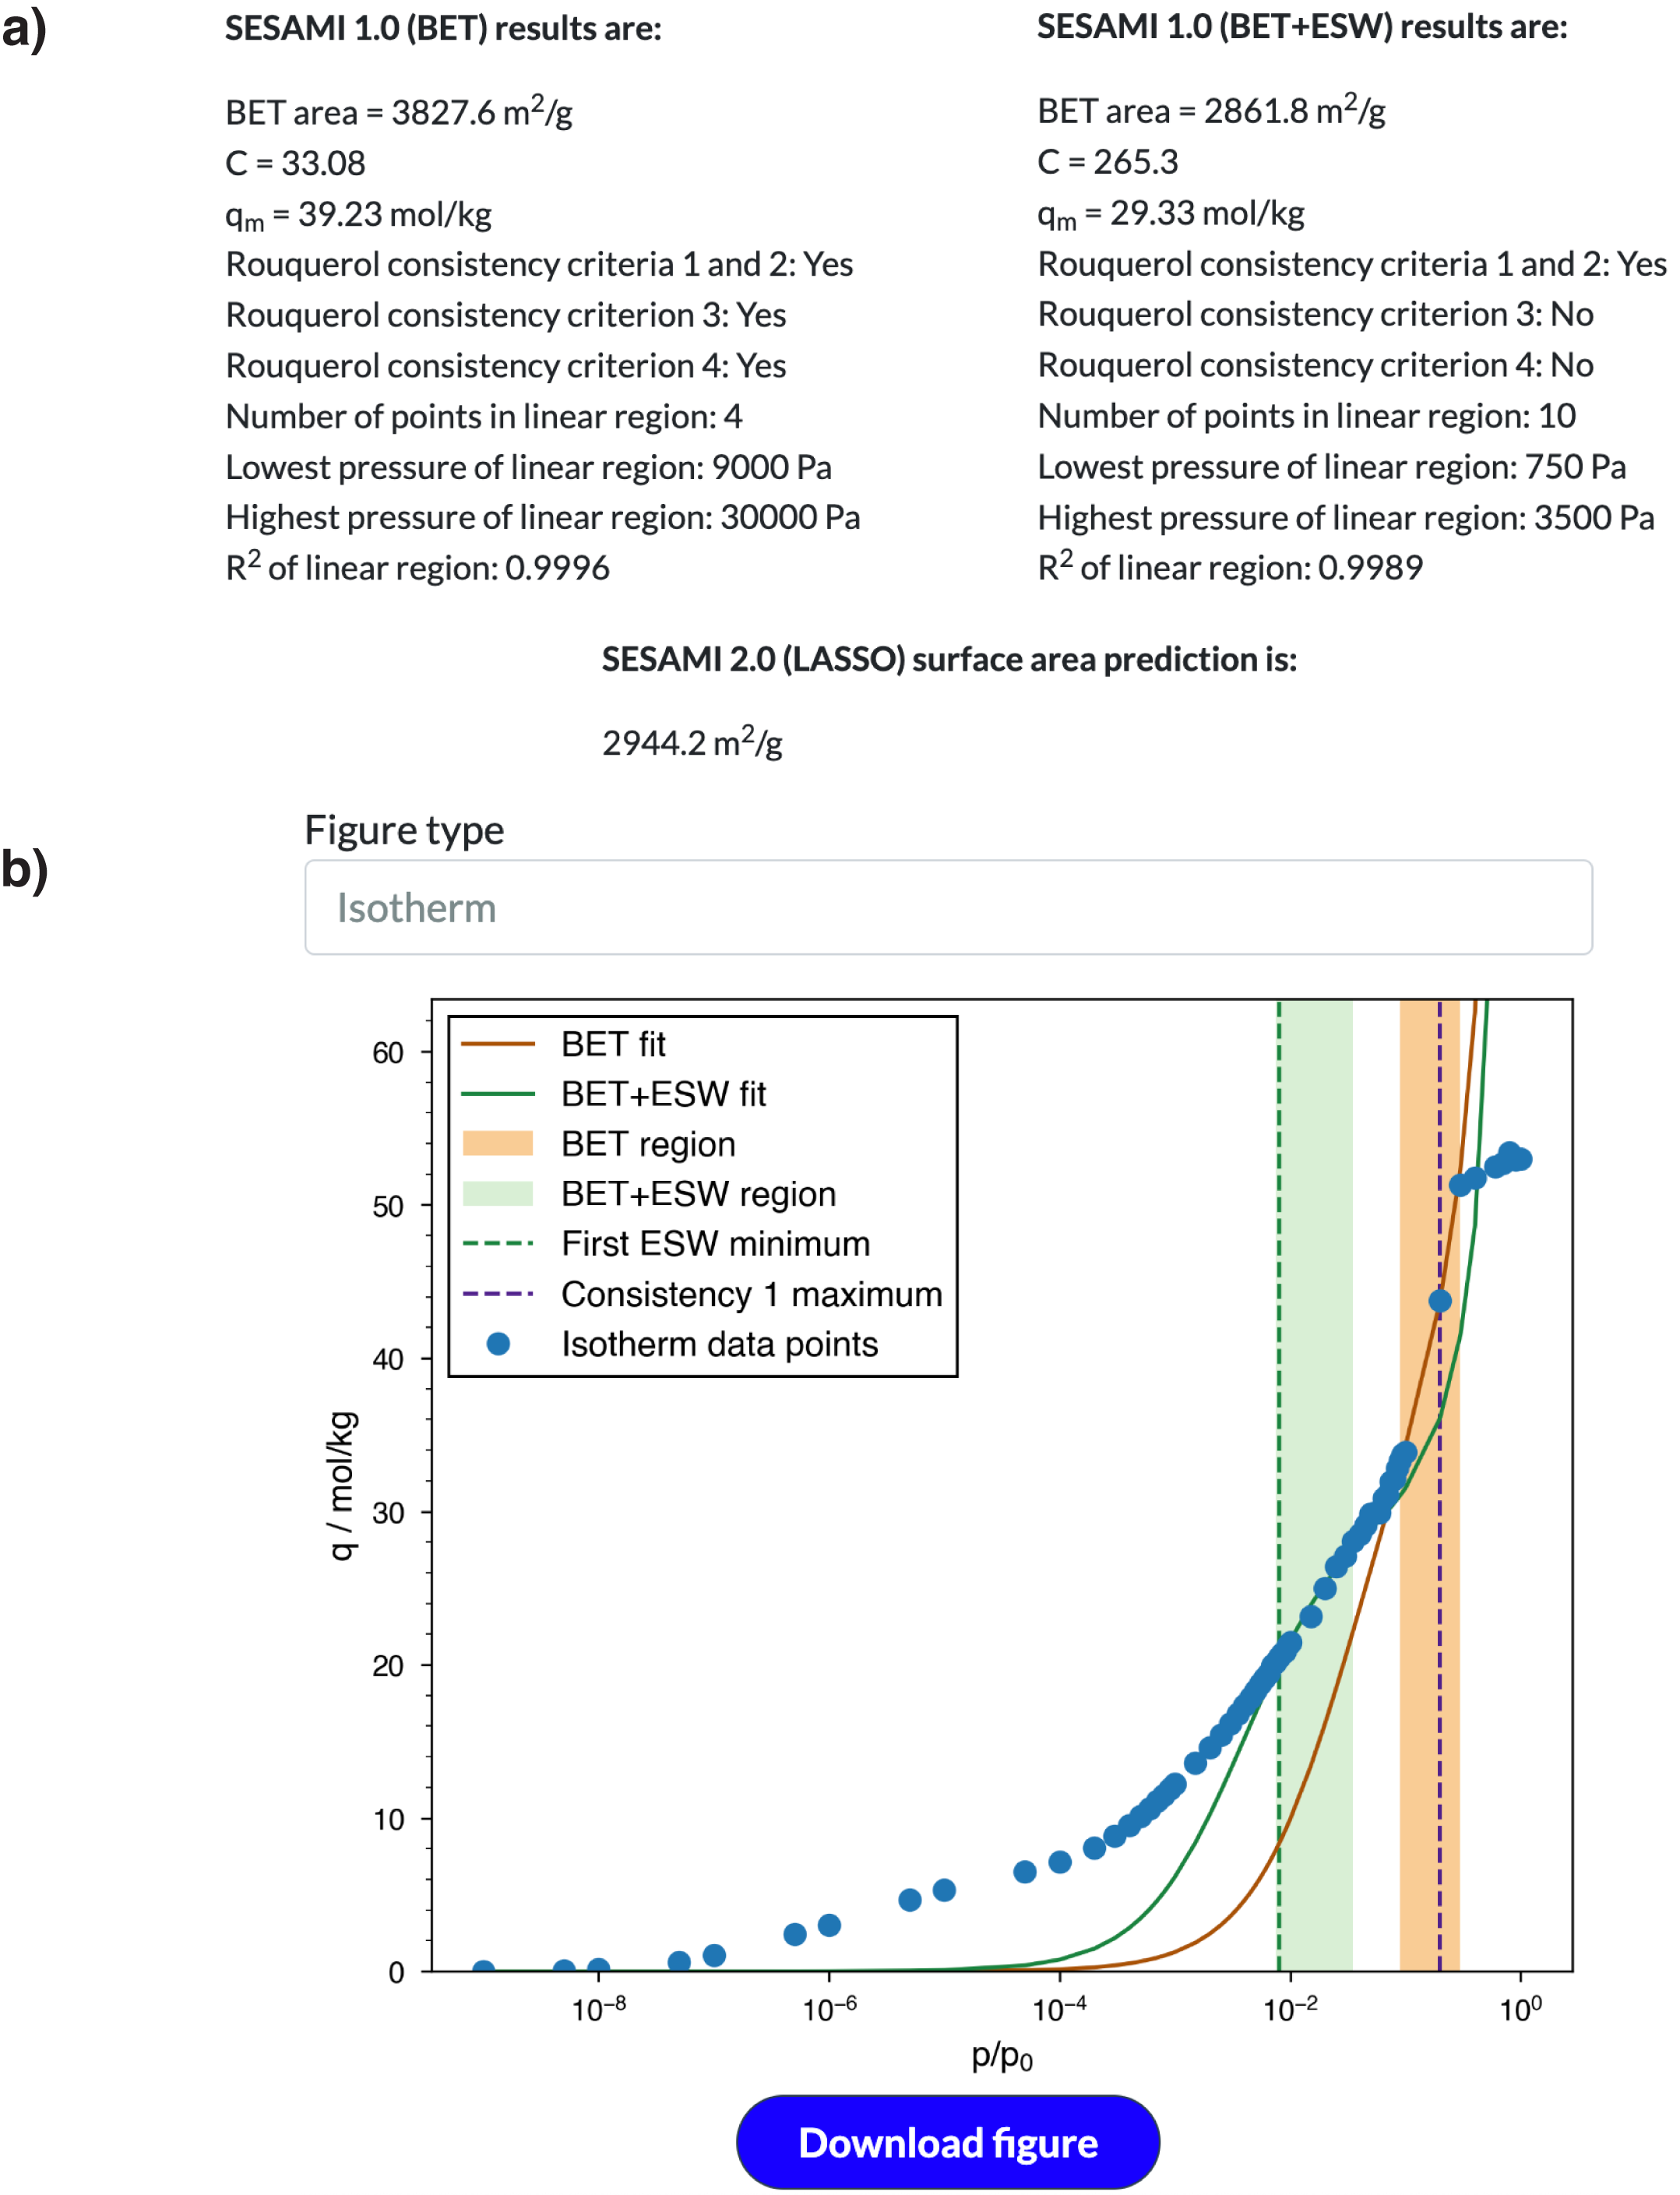 a)
SESAMI 1.0 (BET) results are:
BET area = 3827.6 m²/g
C = 33.08
qₘ = 39.23 mol/kg
Rouquerol consistency criteria 1 and 2: Yes
Rouquerol consistency criterion 3: Yes
Rouquerol consistency criterion 4: Yes
Number of points in linear region: 4
Lowest pressure of linear region: 9000 Pa
Highest pressure of linear region: 30000 Pa
R² of linear region: 0.9996
SESAMI 1.0 (BET+ESW) results are:
BET area = 2861.8 m²/g
C = 265.3
qₘ = 29.33 mol/kg
Rouquerol consistency criteria 1 and 2: Yes
Rouquerol consistency criterion 3: No
Rouquerol consistency criterion 4: No
Number of points in linear region: 10
Lowest pressure of linear region: 750 Pa
Highest pressure of linear region: 3500 Pa
R² of linear region: 0.9989
SESAMI 2.0 (LASSO) surface area prediction is:
2944.2 m²/g
b)
Figure type
Isotherm
BET fit
BET+ESW fit
BET region
BET+ESW region
First ESW minimum
Consistency 1 maximum
Isotherm data points
60
50
40
30
20
10
0
q / mol/kg
10⁻⁸
10⁻⁶
10⁻⁴
10⁻²
10⁰
p/p₀
Download figure